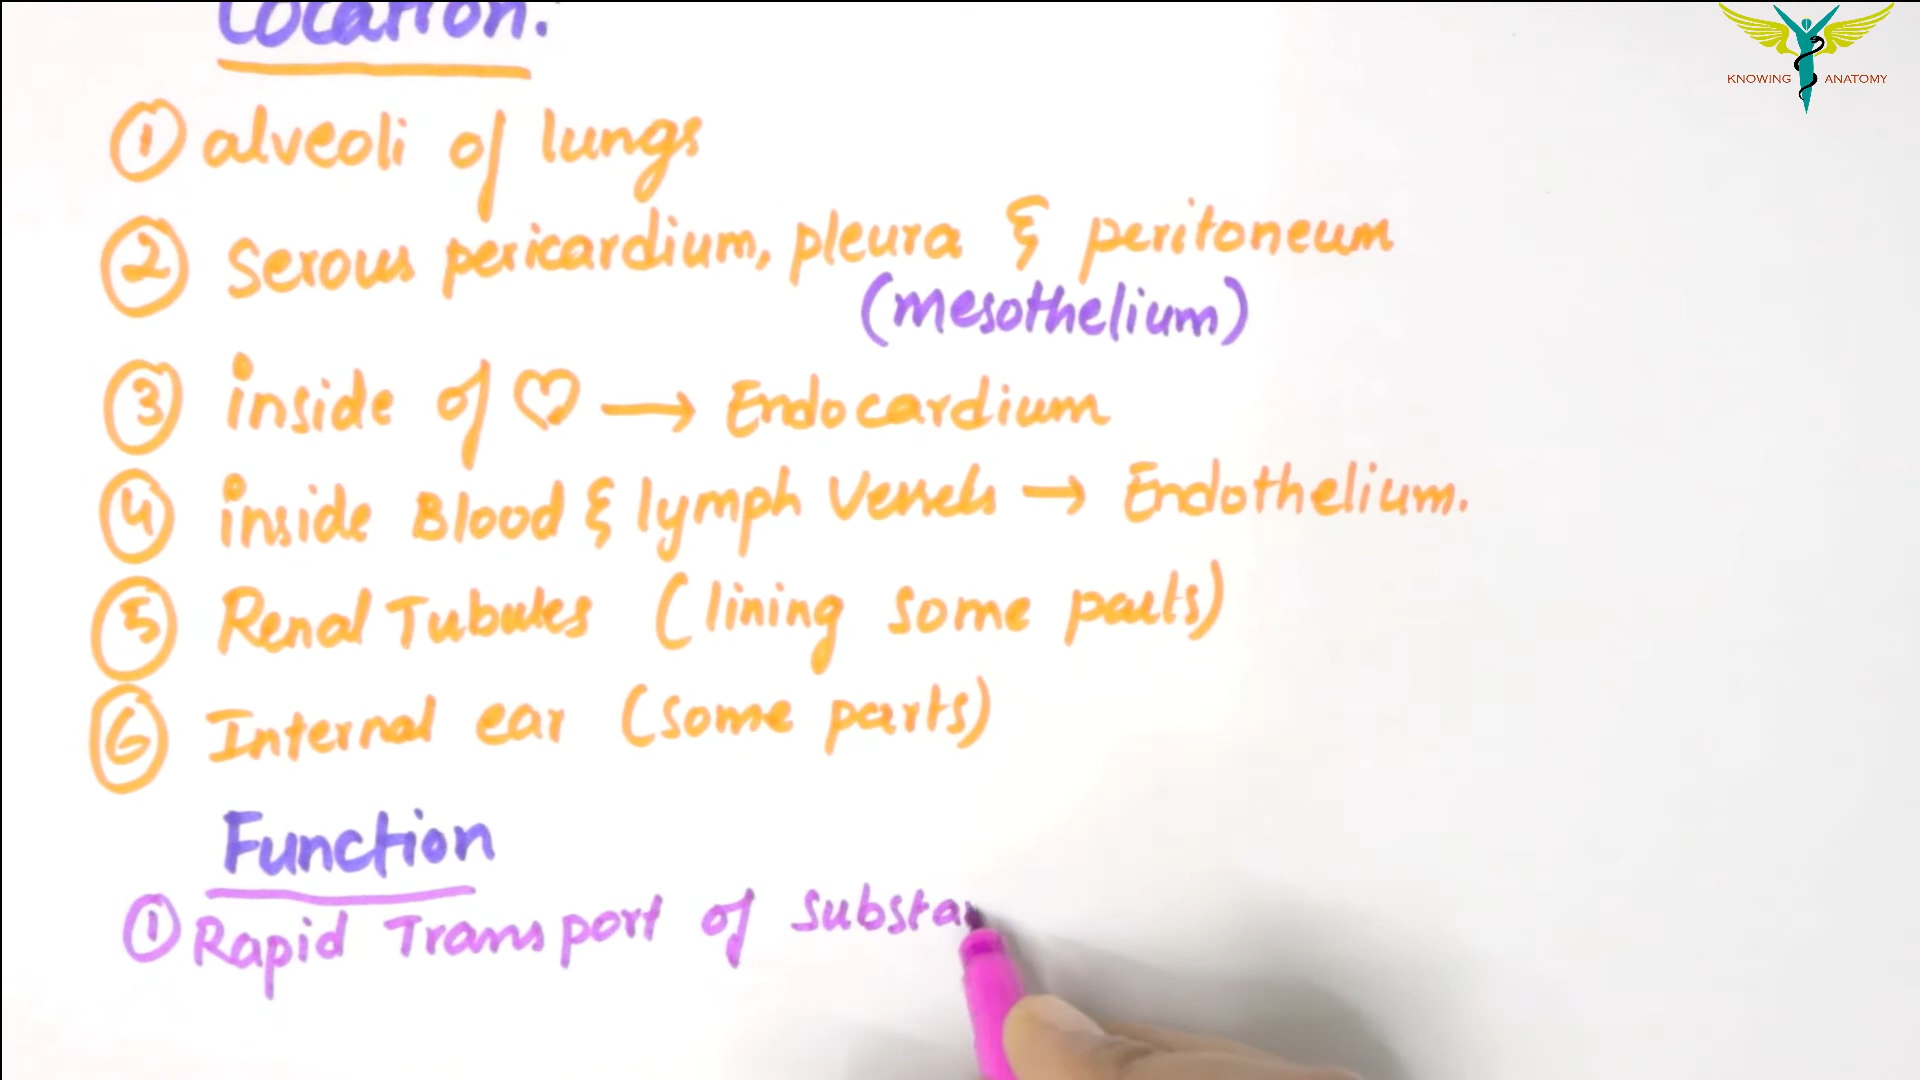 Location:
① alveoli of lungs
② Serous pericardium, pleura & peritoneum
(mesothelium)
③ inside of ♡ → Endocardium
④ inside Blood & lymph Vessels → Endothelium.
⑤ Renal Tubules (lining some parts)
⑥ Internal ear (some parts)
Function
① Rapid Transport of substan
KNOWING ANATOMY